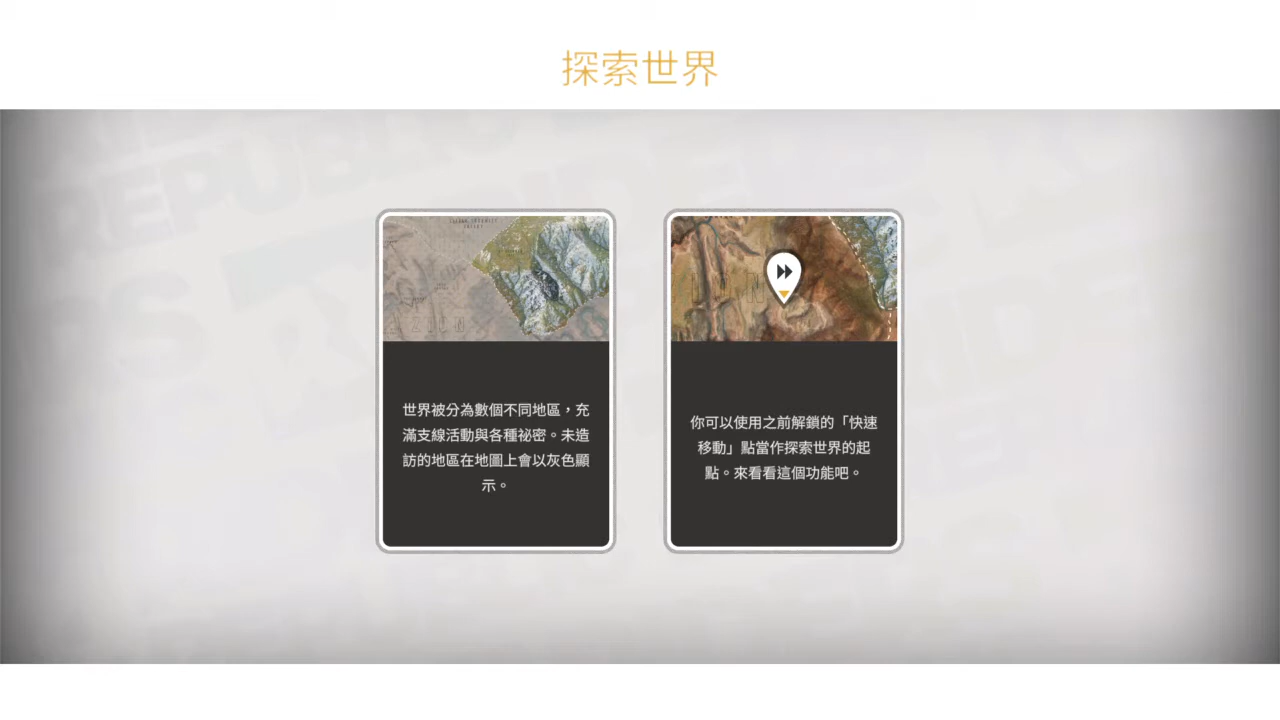 探索世界
世界被分為數個不同地區，充
滿支線活動與各種祕密。未造
訪的地區在地圖上會以灰色顯
示。
你可以使用之前解鎖的「快速
移動」點當作探索世界的起
點。來看看這個功能吧。